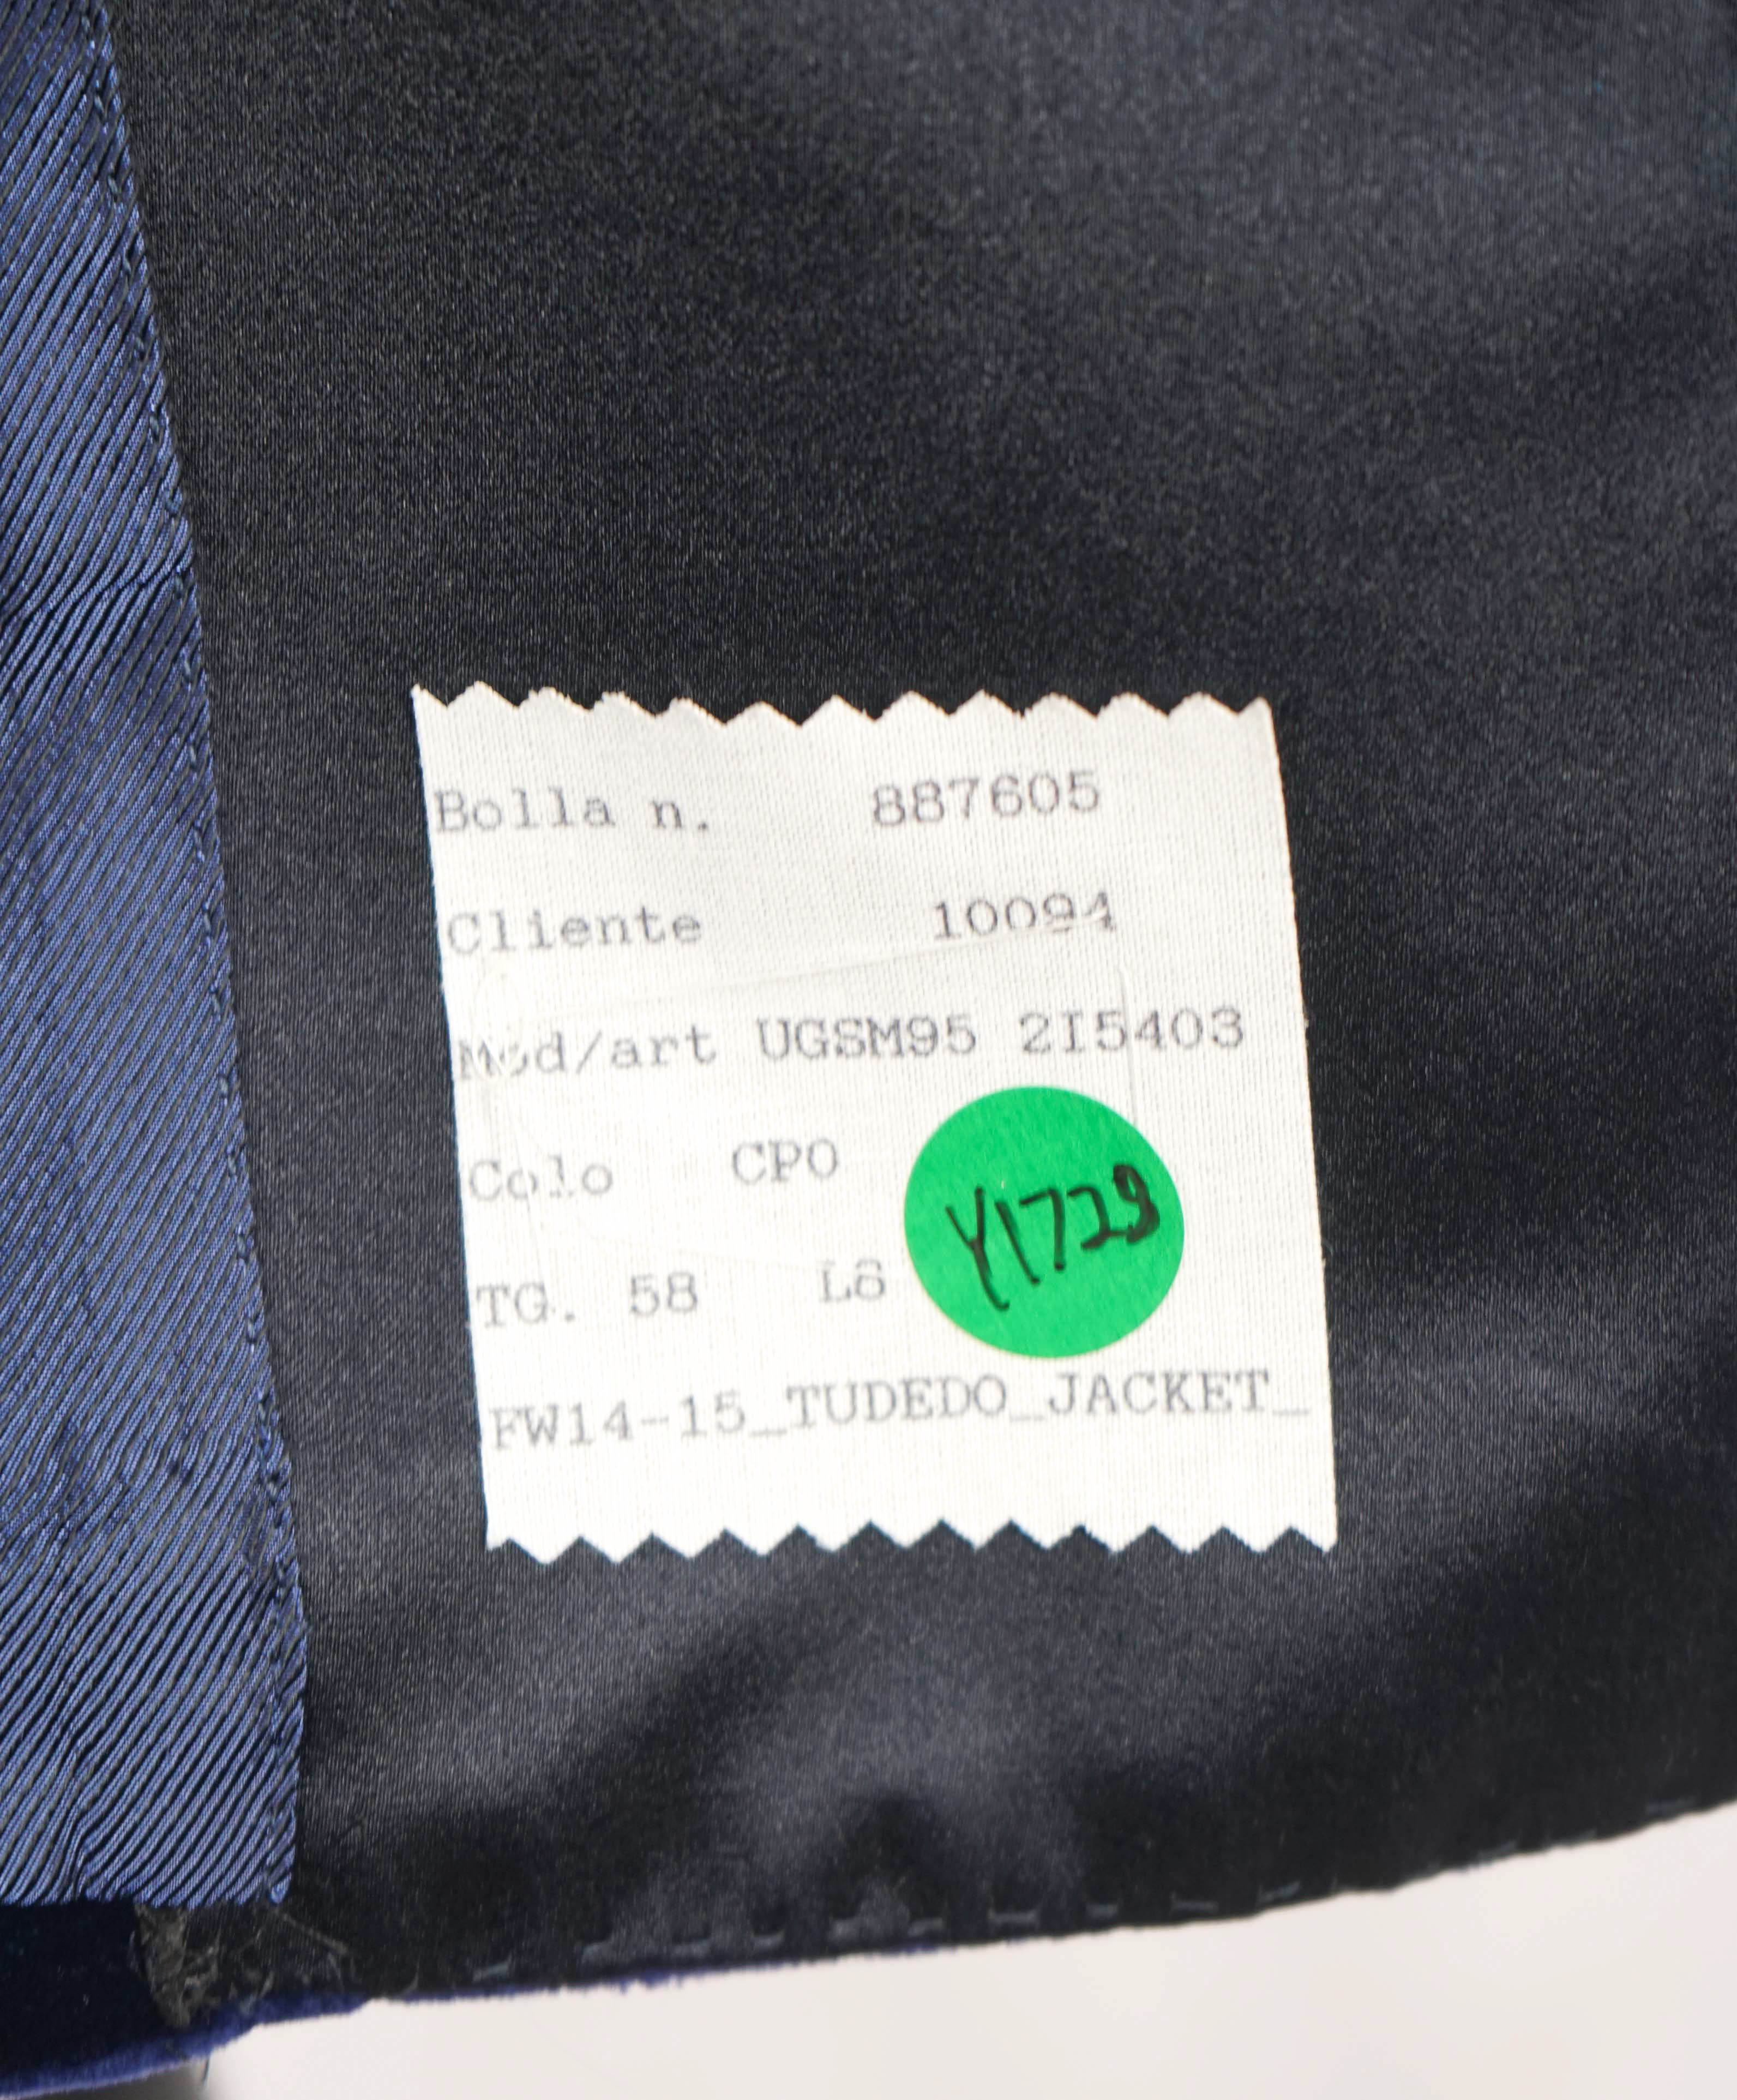 Bolla n. 887605
Cliente 10094
Mod/art UGSM95 2I5403
Colo CP0
Y1729
TG. 58 L8
FW14-15_TUDEDO_JACKET_